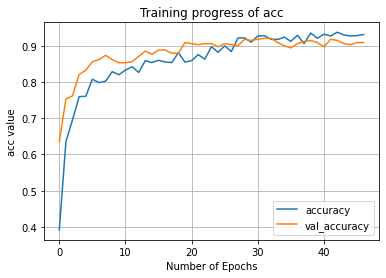 Training progress of acc
acc value
0.9
0.8
0.7
0.6
0.5
0.4
accuracy
val_accuracy
0
10
20
30
40
Number of Epochs